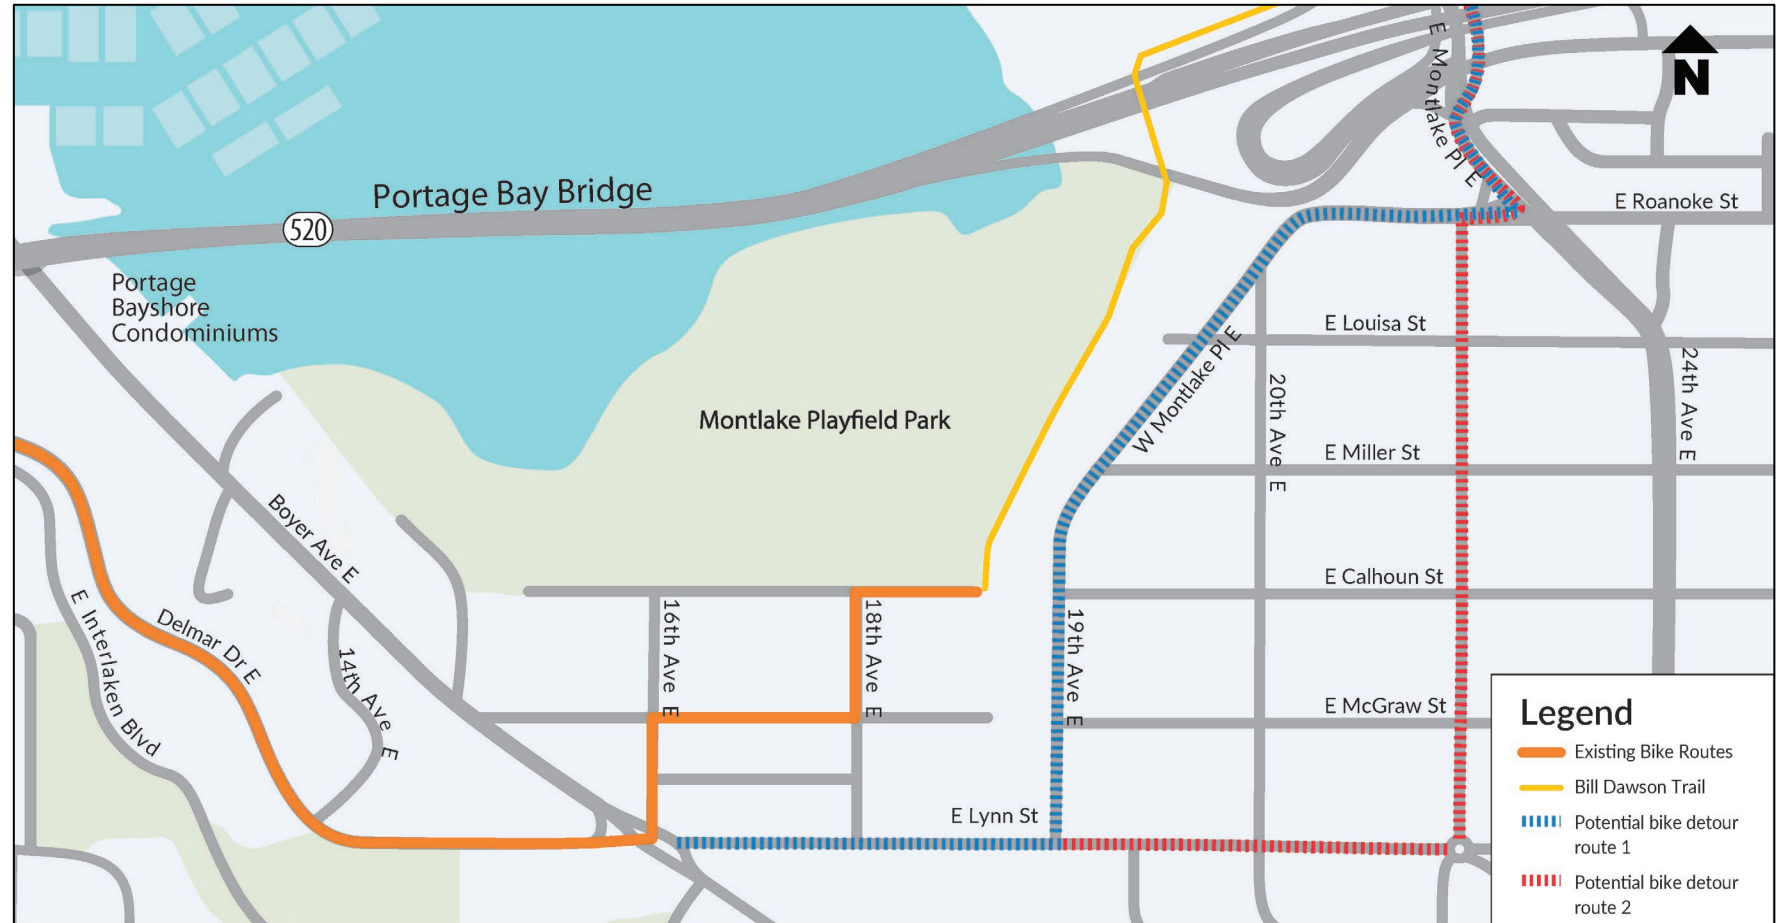 E Montlake Pl E
N
Portage Bay Bridge
520
E Roanoke St
Portage
Bayshore
Condominiums
E Louisa St
W Montlake Pl E
20th Ave E
24th Ave E
Montlake Playfield Park
E Miller St
Boyer Ave E
E Calhoun St
E Interlaken Blvd
Delmar Dr E
14th Ave E
16th Ave E
18th Ave E
19th Ave E
E McGraw St
E Lynn St
Legend
Existing Bike Routes
Bill Dawson Trail
Potential bike detour
route 1
Potential bike detour
route 2